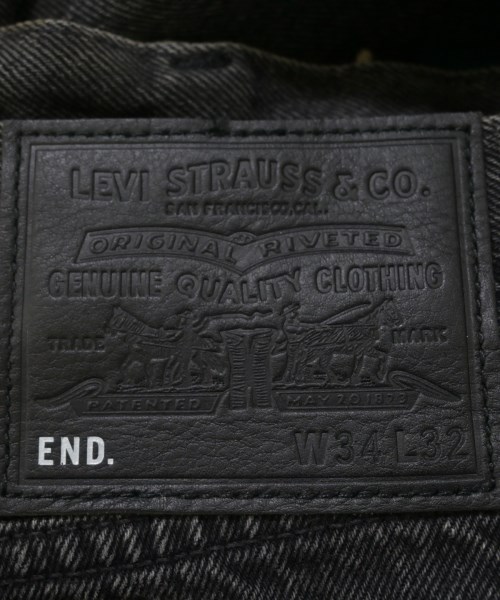 LEVI STRAUSS & CO.
SAN FRANCISCO, CAL.
ORIGINAL RIVETED
GENUINE QUALITY CLOTHING
TRADE MARK
PATENTED MAY 20 1873
END. W34 L32